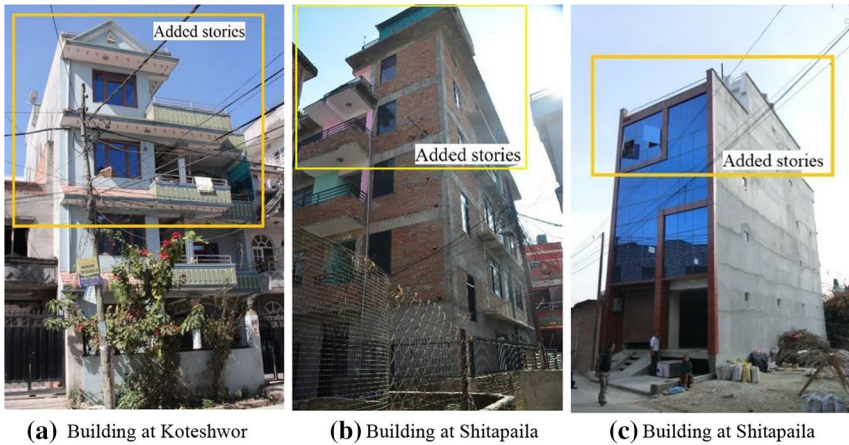 Added stories
Added stories
Added stories
(a) Building at Koteshwor
(b) Building at Shitapaila
(c) Building at Shitapaila